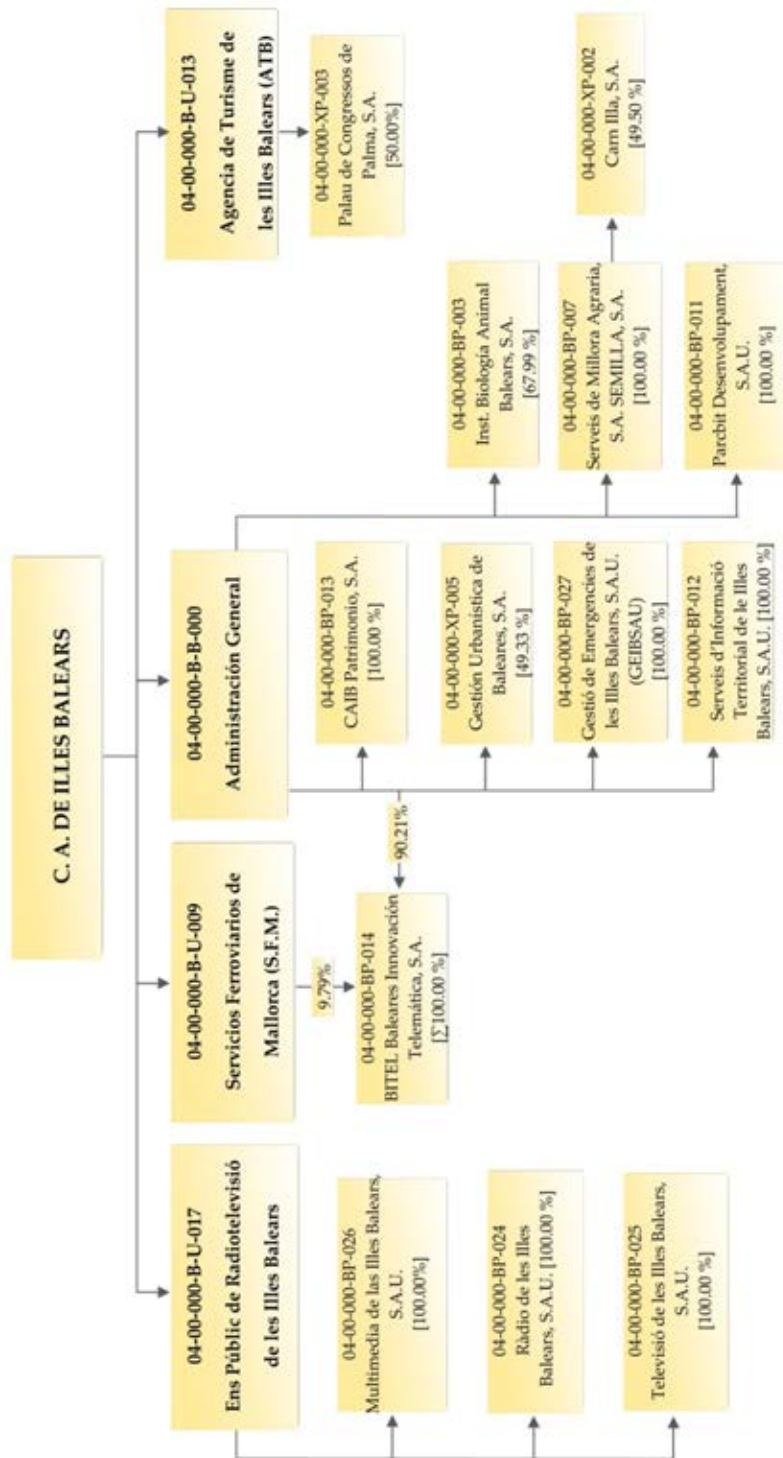 C. A. DE ILLES BALEARS
04-00-000-B-U-017
Ens Públic de Radiotelevisió
de les Illes Balears
04-00-000-B-U-009
Servicios Ferroviarios de
Mallorca (S.F.M.)
04-00-000-B-B-000
Administración General
04-00-000-B-U-013
Agencia de Turisme de
les Illes Balears (ATB)
04-00-000-BP-026
Multimedia de las Illes Balears,
S.A.U.
[100.00%]
04-00-000-BP-024
Ràdio de les Illes
Balears, S.A.U. [100.00 %]
04-00-000-BP-025
Televisió de les Illes Balears,
S.A.U.
[100.00 %]
9.79%
90.21%
04-00-000-BP-014
BITEL Baleares Innovación
Telemática, S.A.
[∑100.00 %]
04-00-000-BP-013
CAIB Patrimonio, S.A.
[100.00 %]
04-00-000-XP-005
Gestión Urbanística de
Baleares, S.A.
[49.33 %]
04-00-000-BP-027
Gestió de Emergencies de
les Illes Balears, S.A.U.
(GEIBSAU)
[100.00 %]
04-00-000-BP-012
Serveis d'Informació
Territorial de le Illes
Balears, S.A.U. [100.00 %]
04-00-000-BP-003
Inst. Biología Animal
Balears, S.A.
[67.99 %]
04-00-000-BP-007
Serveis de Millora Agraria,
S.A. SEMILLA, S.A.
[100.00 %]
04-00-000-BP-011
Parcbit Desenvolupament,
S.A.U.
[100.00 %]
04-00-000-XP-003
Palau de Congressos de
Palma, S.A.
[50.00%]
04-00-000-XP-002
Carn Illa, S.A.
[49.50 %]